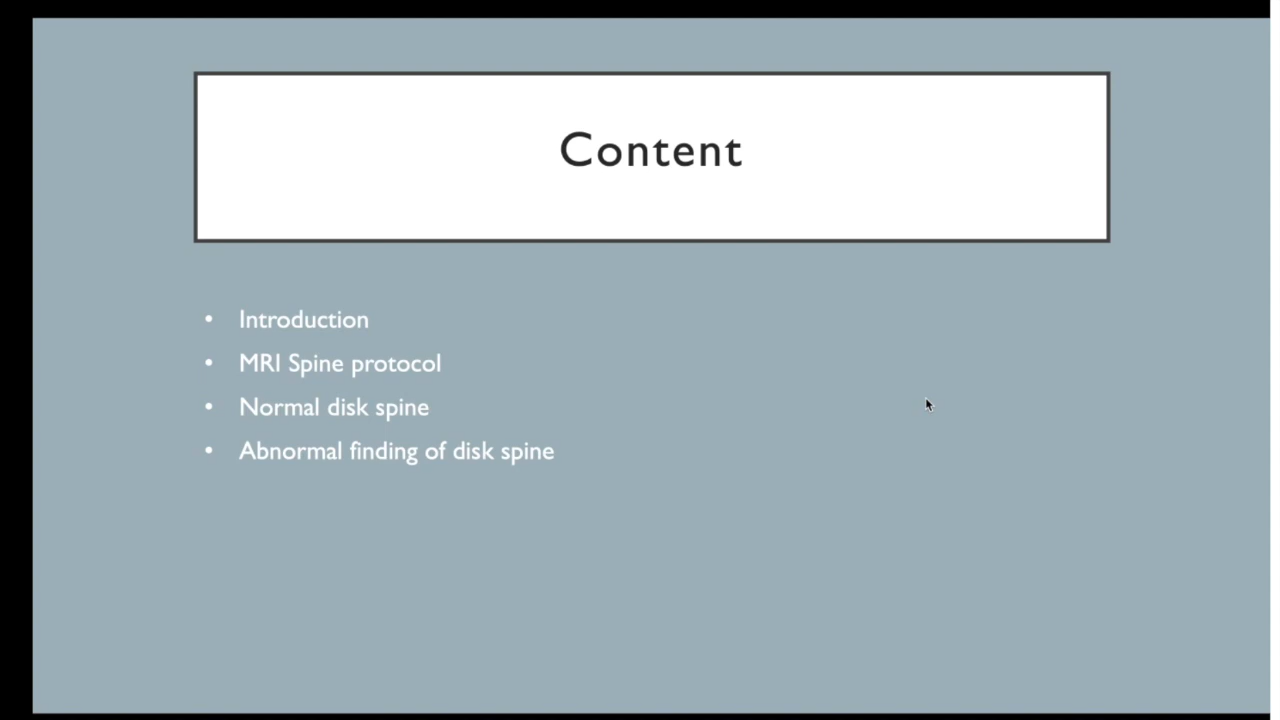 Content
• Introduction
• MRI Spine protocol
• Normal disk spine
• Abnormal finding of disk spine